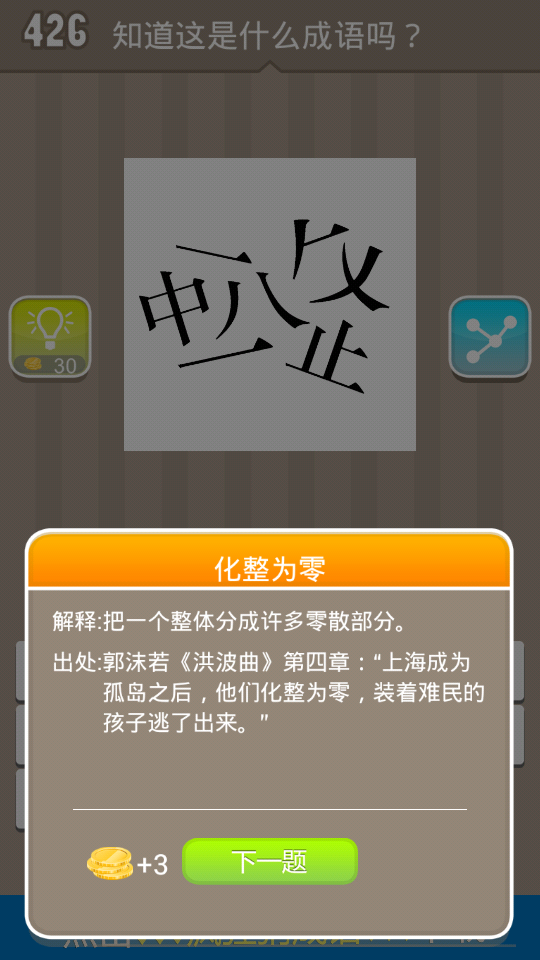 426 知道这是什么成语吗？
30
化整为零
解释:把一个整体分成许多零散部分。
出处:郭沫若《洪波曲》第四章：“上海成为
孤岛之后，他们化整为零，装着难民的
孩子逃了出来。”
+3
下一题